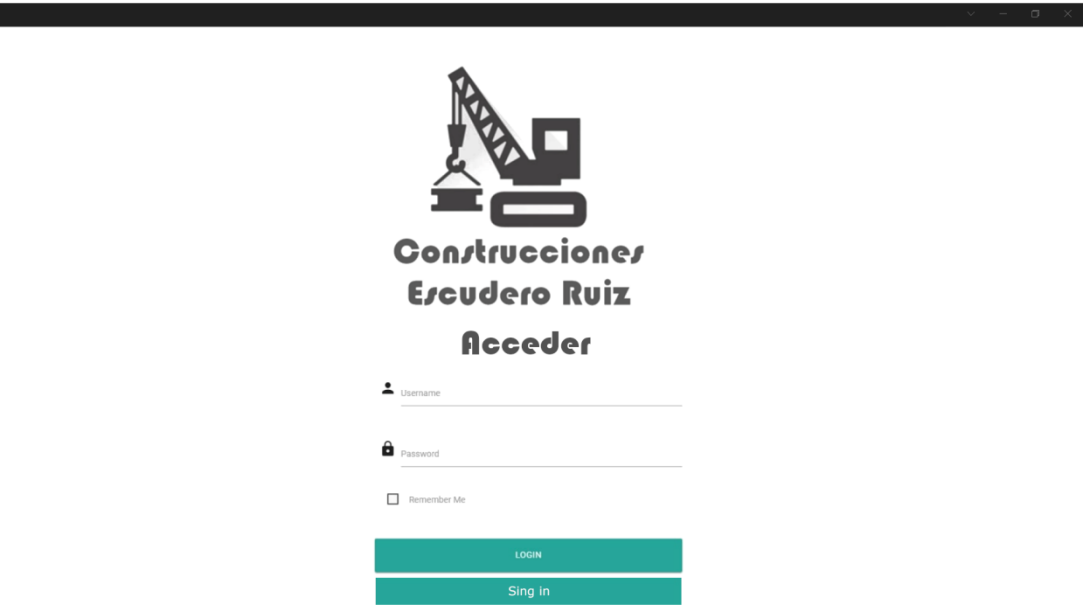 Construcciones
Escudero Ruiz
Acceder
Username
Password
Remember Me
LOGIN
Sing in